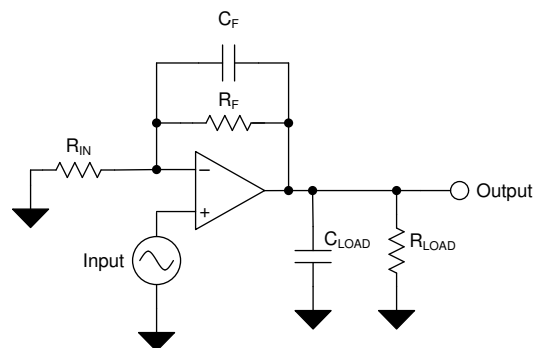 C_F
R_F
R_IN
−
+
Output
Input
C_LOAD
R_LOAD